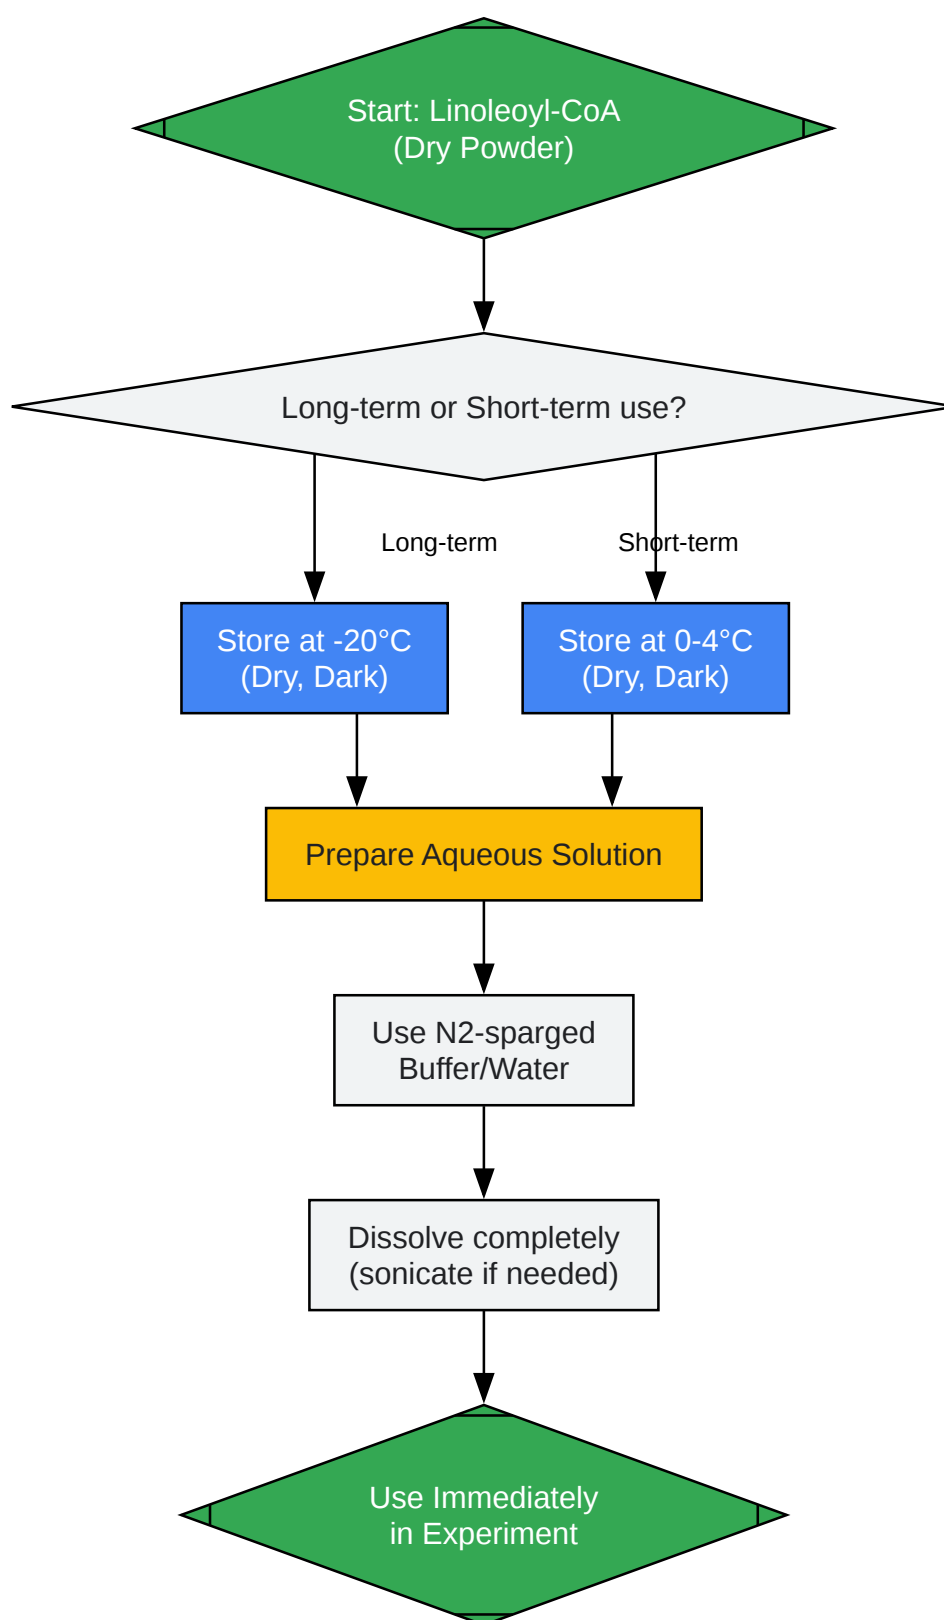 Start: Linoleoyl-CoA
(Dry Powder)
Long-term or Short-term use?
Long-term
Short-term
Store at -20°C
(Dry, Dark)
Store at 0-4°C
(Dry, Dark)
Prepare Aqueous Solution
Use N2-sparged
Buffer/Water
Dissolve completely
(sonicate if needed)
Use Immediately
in Experiment